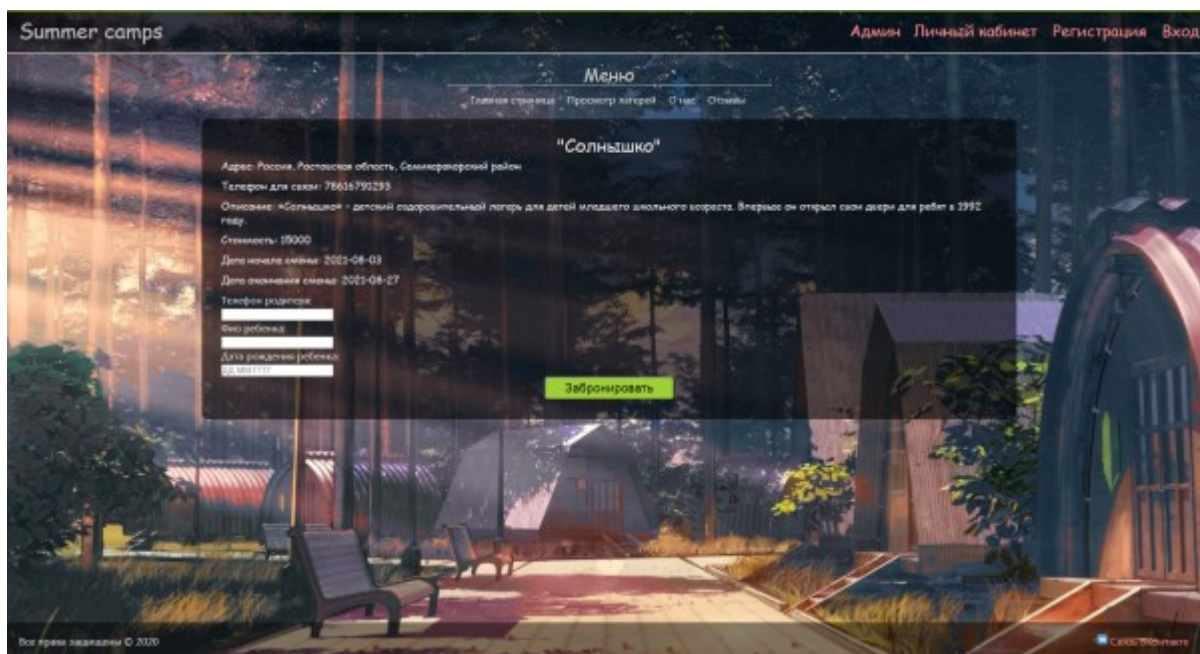 Summer camps
Админ Личный кабинет Регистрация Вход
Меню
Главная страница Просмотр лагерей О нас Отзывы
"Солнышко"
Адрес: Россия, Ростовская область, Семикаракорский район
Телефон для связи: 78616791293
Описание: «Солнышко» - детский оздоровительный лагерь для детей младшего школьного возраста. Впервые он открыл свои двери для ребят в 1992
году.
Стоимость: 15000
Дата начала смены: 2021-08-03
Дата окончания смены: 2021-08-27
Телефон родителя:
Фио ребенка:
Дата рождения ребенка:
ДД.ММ.ГГГГ
Забронировать
Все права защищены © 2020
Связь ВКонтакте